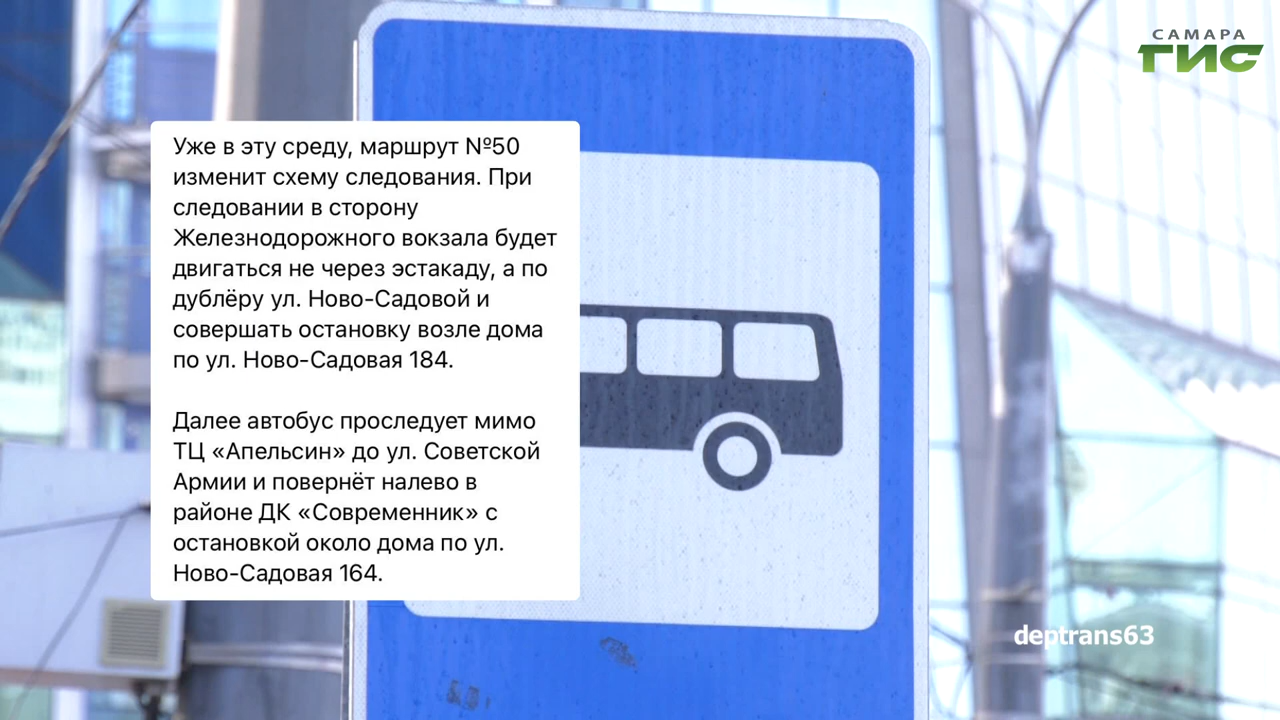 САМАРА
ГИС
Уже в эту среду, маршрут №50
изменит схему следования. При
следовании в сторону
Железнодорожного вокзала будет
двигаться не через эстакаду, а по
дублёру ул. Ново-Садовой и
совершать остановку возле дома
по ул. Ново-Садовая 184.
Далее автобус проследует мимо
ТЦ «Апельсин» до ул. Советской
Армии и повернёт налево в
районе ДК «Современник» с
остановкой около дома по ул.
Ново-Садовая 164.
deptrans63